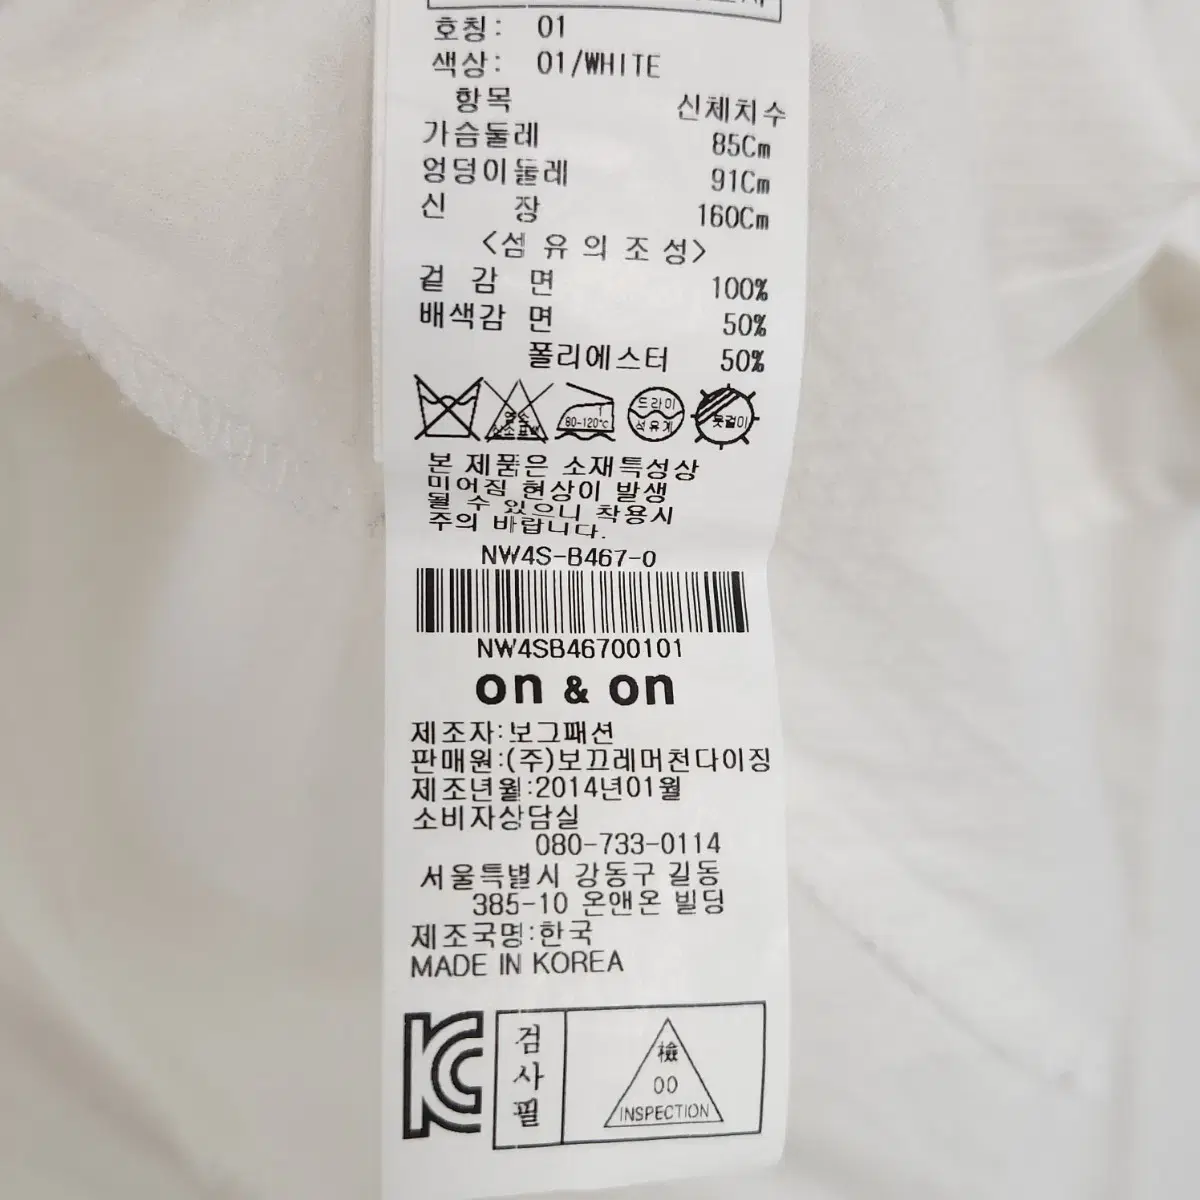 호칭: 01
색상: 01/WHITE
항목 신체치수
가슴둘레 85Cm
엉덩이둘레 91Cm
신 장 160Cm
<섬 유 의 조 성>
겉 감 면 100%
배색감 면 50%
폴리에스터 50%
염소
산소표백
80-120℃
드라이
석유계
옷걸이
본 제품은 소재특성상
미어짐 현상이 발생
될 수 있으니 착용시
주의 바랍니다.
NW4S-B467-0
NW4SB46700101
on & on
제조자:보그패션
판매원:(주)보끄레머천다이징
제조년월:2014년01월
소비자상담실
080-733-0114
서울특별시 강동구 길동
385-10 온앤온 빌딩
제조국명:한국
MADE IN KOREA
KC
검사필
檢
00
INSPECTION